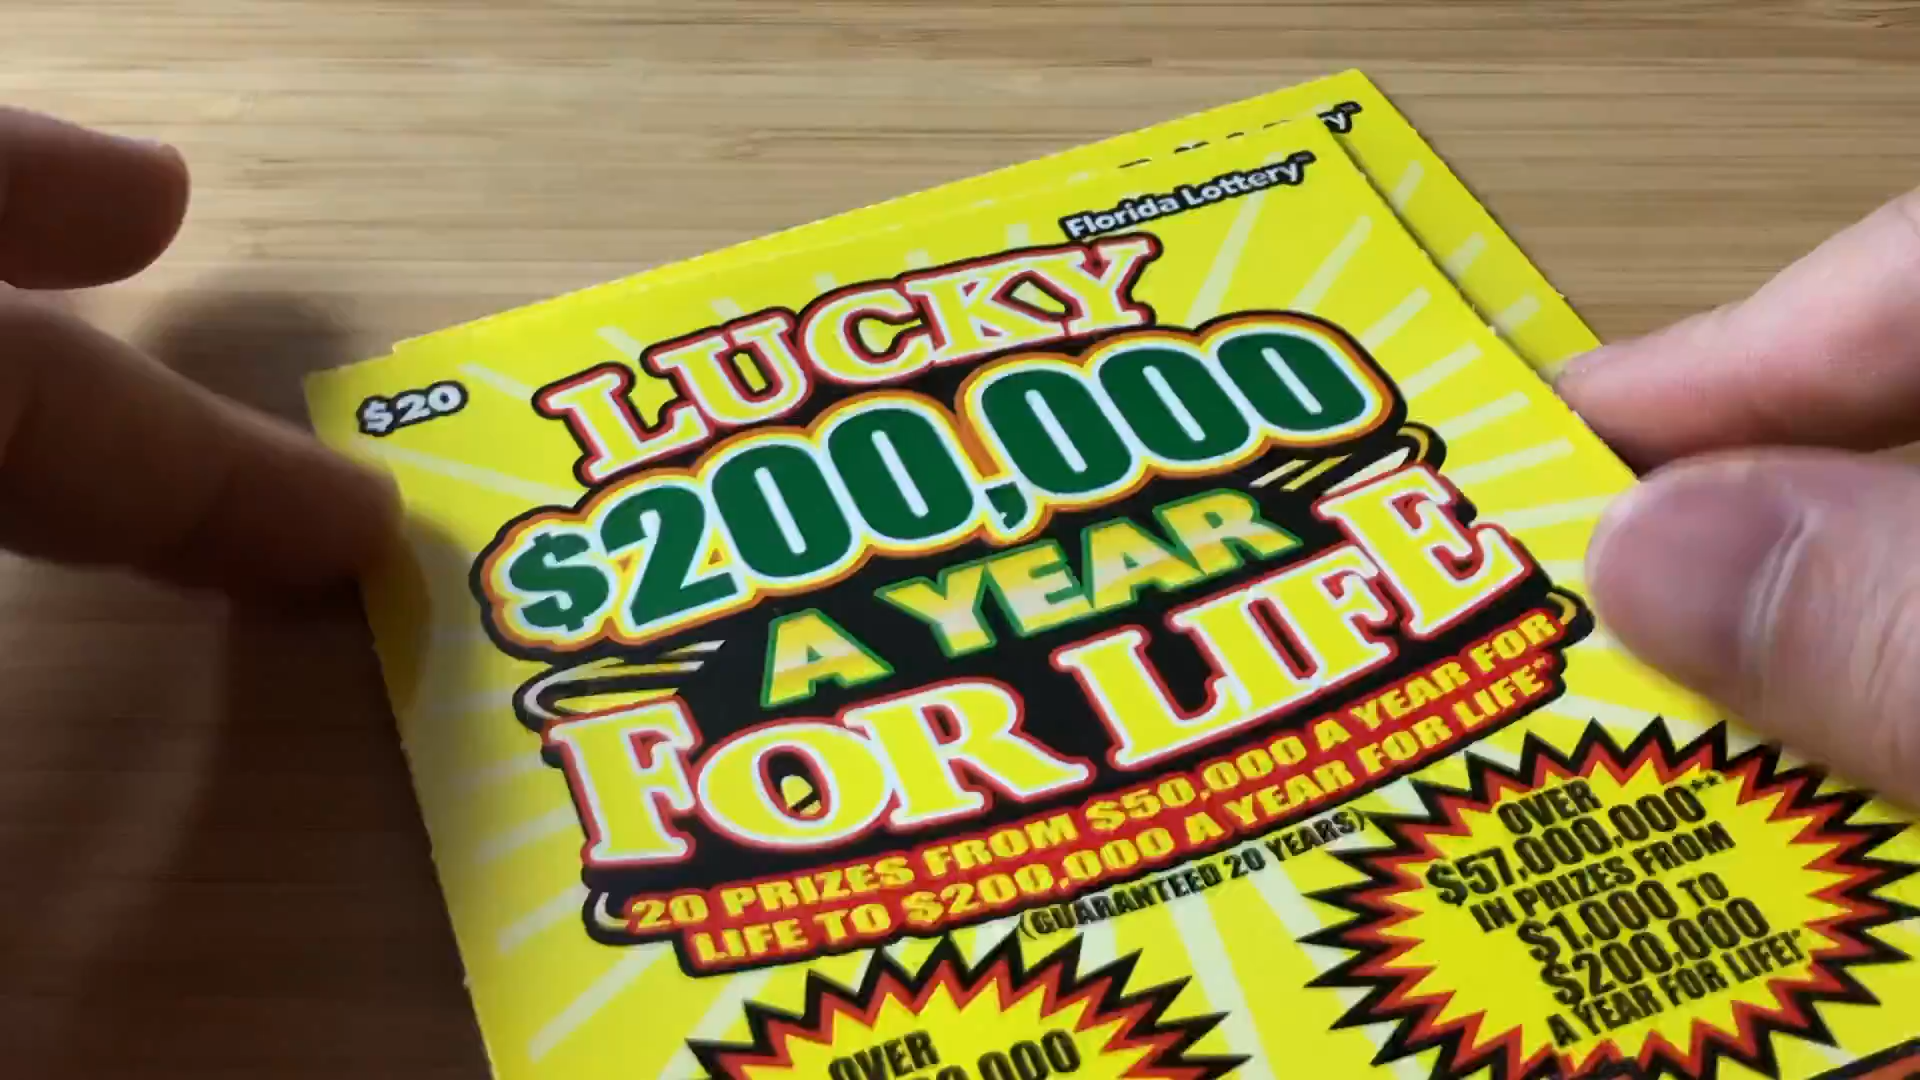 Florida Lottery™
$20
LUCKY
$200,000
A YEAR
FOR LIFE
20 PRIZES FROM $50,000 A YEAR FOR
LIFE TO $200,000 A YEAR FOR LIFE*
(GUARANTEED 20 YEARS)
OVER
$57,000,000**
IN PRIZES FROM
$1,000 TO
$200,000
A YEAR FOR LIFE!*
OVER